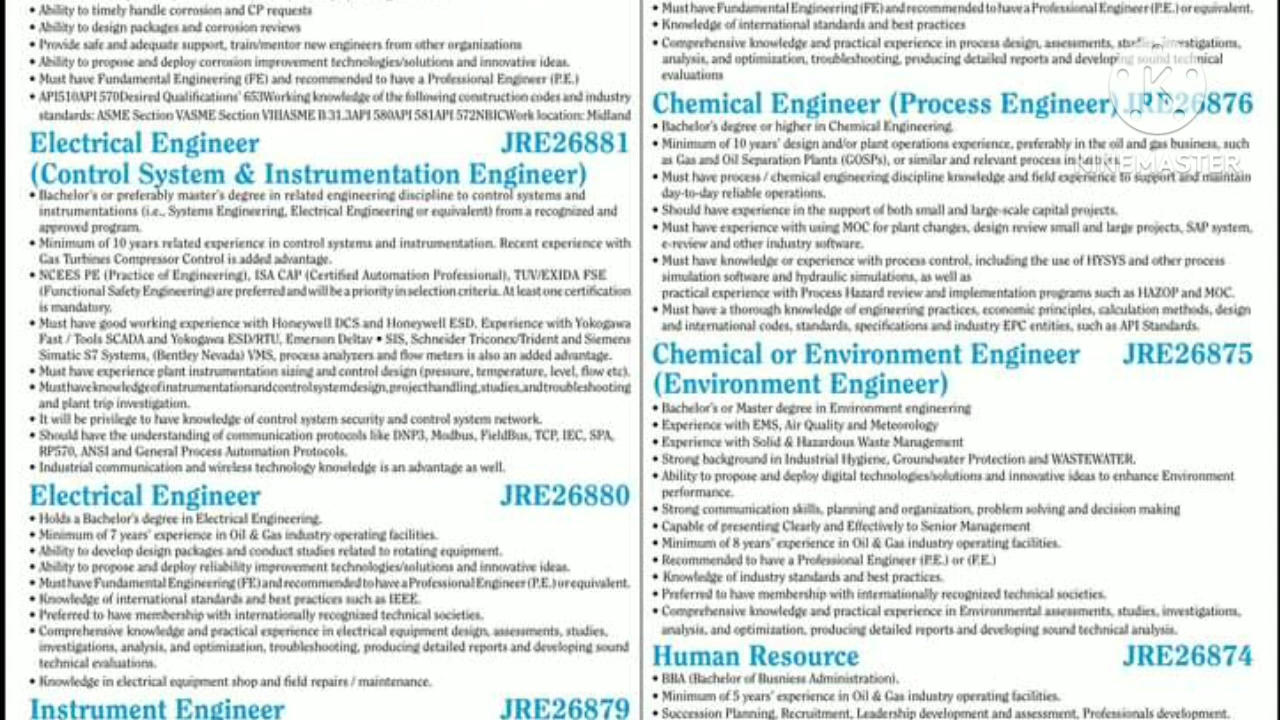 • Ability to timely handle corrosion and CP requests
• Ability to design packages and corrosion reviews
• Provide safe and adequate support, train/mentor new engineers from other organizations
• Ability to propose and deploy corrosion improvement technologies/solutions and innovative ideas.
• Must have Fundamental Engineering (FE) and recommended to have a Professional Engineer (P.E.)
• API510API 570Desired Qualifications' 653Working knowledge of the following construction codes and industry
standards: ASME Section VASME Section VIIIASME B 31.3API 580API 581API 572NBICWork location: Midland
Electrical Engineer JRE26881
(Control System & Instrumentation Engineer)
• Bachelor's or preferably master's degree in related engineering discipline to control systems and
instrumentations (i.e., Systems Engineering, Electrical Engineering or equivalent) from a recognized and
approved program.
• Minimum of 10 years related experience in control systems and instrumentation. Recent experience with
Gas Turbines Compressor Control is added advantage.
• NCEES PE (Practice of Engineering), ISA CAP (Certified Automation Professional), TUV/EXIDA FSE
(Functional Safety Engineering) are preferred and will be a priority in selection criteria. At least one certification
is mandatory.
• Must have good working experience with Honeywell DCS and Honeywell ESD, Experience with Yokogawa
Fast / Tools SCADA and Yokogawa ESD/RTU, Emerson Deltav • SIS, Schneider Triconex/Trident and Siemens
Simatic S7 Systems, (Bentley Nevada) VMS, process analyzers and flow meters is also an added advantage.
• Must have experience plant instrumentation sizing and control design (pressure, temperature, level, flow etc).
• Must have knowledge of instrumentation and control system design, project handling, studies, and troubleshooting
and plant trip investigation.
• It will be privilege to have knowledge of control system security and control system network.
• Should have the understanding of communication protocols like DNP3, Modbus, FieldBus, TCP, IEC, SPA,
RP570, ANSI and General Process Automation Protocols.
• Industrial communication and wireless technology knowledge is an advantage as well.
Electrical Engineer JRE26880
• Holds a Bachelor's degree in Electrical Engineering.
• Minimum of 7 years' experience in Oil & Gas industry operating facilities.
• Ability to develop design packages and conduct studies related to rotating equipment.
• Ability to propose and deploy reliability improvement technologies/solutions and innovative ideas.
• Must have Fundamental Engineering (FE) and recommended to have a Professional Engineer (P.E.) or equivalent.
• Knowledge of international standards and best practices such as IEEE.
• Preferred to have membership with internationally recognized technical societies.
• Comprehensive knowledge and practical experience in electrical equipment design, assessments, studies,
investigations, analysis, and optimization, troubleshooting, producing detailed reports and developing sound
technical evaluations.
• Knowledge in electrical equipment shop and field repairs / maintenance.
Instrument Engineer JRE26879
• Must have Fundamental Engineering (FE) and recommended to have a Professional Engineer (P.E.) or equivalent.
• Knowledge of international standards and best practices
• Comprehensive knowledge and practical experience in process design, assessments, studies, investigations,
analysis, and optimization, troubleshooting, producing detailed reports and developing sound technical
evaluations
Chemical Engineer (Process Engineer) JRE26876
• Bachelor's degree or higher in Chemical Engineering.
• Minimum of 10 years' design and/or plant operations experience, preferably in the oil and gas business, such
as Gas and Oil Separation Plants (GOSPs), or similar and relevant process in
• Must have process / chemical engineering discipline knowledge and field experience to support and maintain
day-to-day reliable operations.
• Should have experience in the support of both small and large-scale capital projects.
• Must have experience with using MOC for plant changes, design review small and large projects, SAP system,
e-review and other industry software.
• Must have knowledge or experience with process control, including the use of HYSYS and other process
simulation software and hydraulic simulations, as well as
practical experience with Process Hazard review and implementation programs such as HAZOP and MOC.
• Must have a thorough knowledge of engineering practices, economic principles, calculation methods, design
and international codes, standards, specifications and industry EPC entities, such as API Standards.
Chemical or Environment Engineer JRE26875
(Environment Engineer)
• Bachelor's or Master degree in Environment engineering
• Experience with EMS, Air Quality and Meteorology
• Experience with Solid & Hazardous Waste Management
• Strong background in Industrial Hygiene, Groundwater Protection and WASTEWATER.
• Ability to propose and deploy digital technologies/solutions and innovative ideas to enhance Environment
performance.
• Strong communication skills, planning and organization, problem solving and decision making
• Capable of presenting Clearly and Effectively to Senior Management
• Minimum of 8 years' experience in Oil & Gas industry operating facilities.
• Recommended to have a Professional Engineer (P.E.) or (F.E.)
• Knowledge of industry standards and best practices.
• Preferred to have membership with internationally recognized technical societies.
• Comprehensive knowledge and practical experience in Environmental assessments, studies, investigations,
analysis, and optimization, producing detailed reports and developing sound technical analysis.
Human Resource JRE26874
• BBA (Bachelor of Busniess Administration).
• Minimum of 5 years' experience in Oil & Gas industry operating facilities.
• Succession Planning, Recruitment, Leadership development and assessment, Professionals development,
K
KINEMASTER